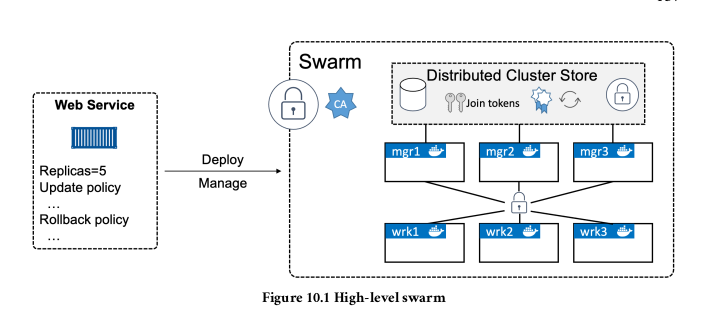 Web Service
Replicas=5
Update policy
…
Rollback policy
…
Deploy
Manage
Swarm
CA
Distributed Cluster Store
Join tokens
mgr1
mgr2
mgr3
wrk1
wrk2
wrk3
Figure 10.1 High-level swarm